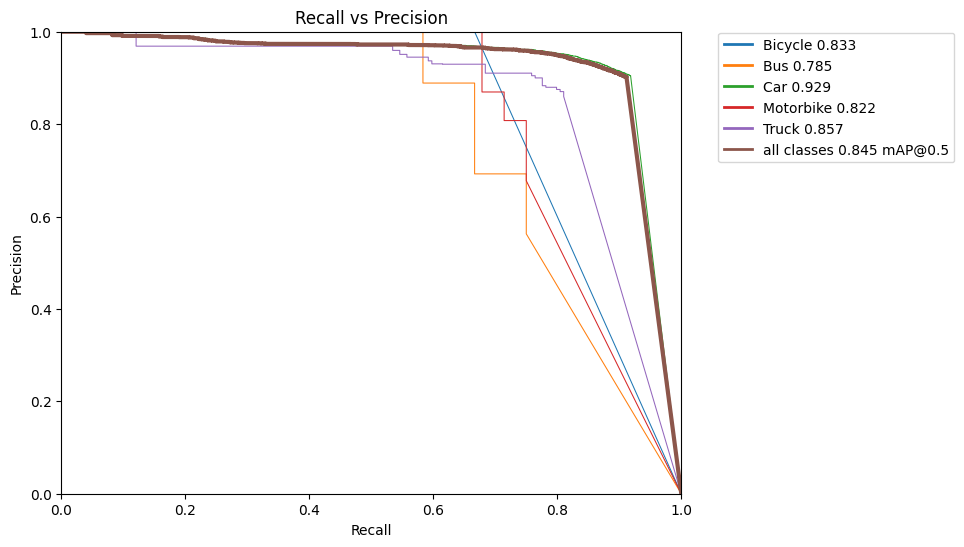 Recall vs Precision
1.0
0.8
0.6
0.4
0.2
0.0
Precision
0.0 0.2 0.4 0.6 0.8 1.0
Recall
Bicycle 0.833
Bus 0.785
Car 0.929
Motorbike 0.822
Truck 0.857
all classes 0.845 mAP@0.5